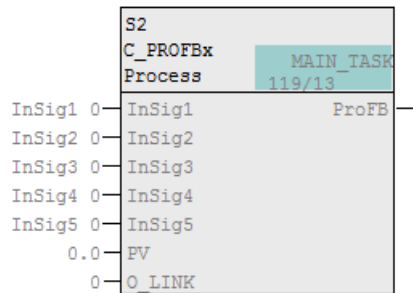 S2
C_PROFBx
Process
MAIN_TASK
119/13
InSig1 0 InSig1 ProFB
InSig2 0 InSig2
InSig3 0 InSig3
InSig4 0 InSig4
InSig5 0 InSig5
0.0 PV
0 O_LINK